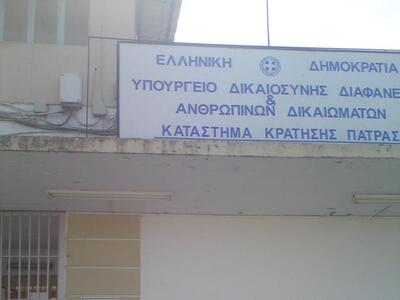 ΕΛΛΗΝΙΚΗ ΔΗΜΟΚΡΑΤΙΑ
ΥΠΟΥΡΓΕΙΟ ΔΙΚΑΙΟΣΥΝΗΣ ΔΙΑΦΑΝΕ
&
ΑΝΘΡΩΠΙΝΩΝ ΔΙΚΑΙΩΜΑΤΩΝ
ΚΑΤΑΣΤΗΜΑ ΚΡΑΤΗΣΗΣ ΠΑΤΡΑΣ